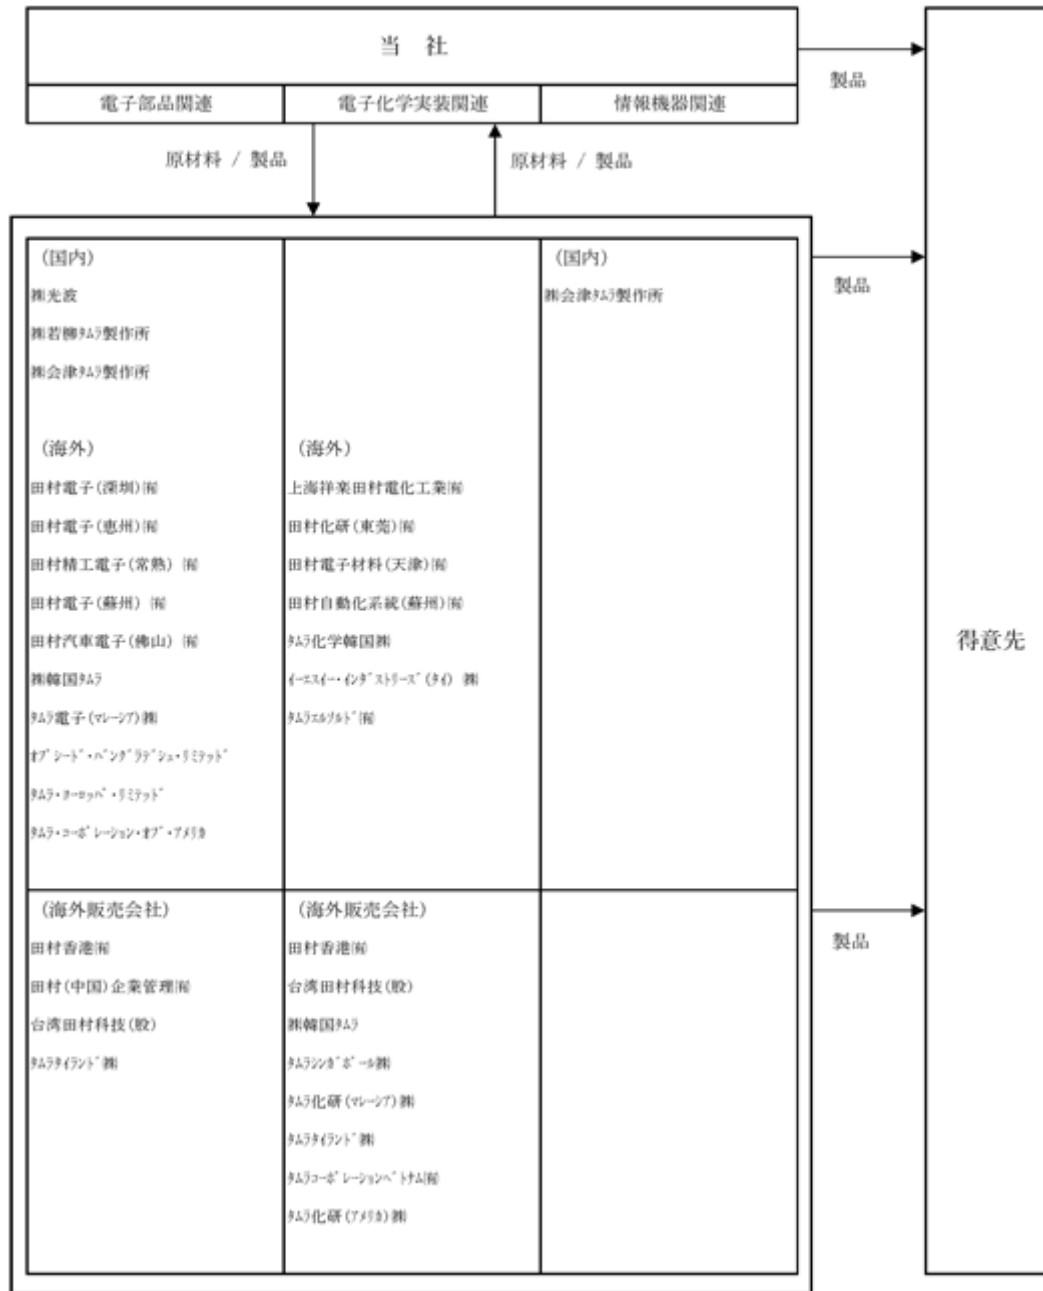 当 社
電子部品関連
電子化学実装関連
情報機器関連
製品
原材料 / 製品
原材料 / 製品
(国内)
㈱光波
㈱若柳ﾀﾑﾗ製作所
㈱会津ﾀﾑﾗ製作所
(海外)
田村電子(深圳)㈲
田村電子(恵州)㈲
田村精工電子(常熟) ㈲
田村電子(蘇州) ㈲
田村汽車電子(佛山) ㈲
㈱韓国ﾀﾑﾗ
ﾀﾑﾗ電子(ﾏﾚｰｼｱ)㈱
ｵﾌﾟｼｰﾄﾞ・ﾊﾞﾝｸﾞﾗﾃﾞｼｭ・ﾘﾐﾃｯﾄﾞ
ﾀﾑﾗ・ﾖｰﾛｯﾊﾟ・ﾘﾐﾃｯﾄﾞ
ﾀﾑﾗ・ｺｰﾎﾟﾚｰｼｮﾝ・ｵﾌﾞ・ｱﾒﾘｶ
(海外)
上海祥楽田村電化工業㈲
田村化研(東莞)㈲
田村電子材料(天津)㈲
田村自動化系統(蘇州)㈲
ﾀﾑﾗ化学韓国㈱
ｲｰｴｽｲｰ・ｲﾝﾀﾞｽﾄﾘｰｽﾞ(ﾀｲ) ㈱
ﾀﾑﾗｴﾙｿﾙﾄﾞ㈲
(国内)
㈱会津ﾀﾑﾗ製作所
製品
得意先
(海外販売会社)
田村香港㈲
田村(中国)企業管理㈲
台湾田村科技(股)
ﾀﾑﾗﾀｲﾗﾝﾄﾞ㈱
(海外販売会社)
田村香港㈲
台湾田村科技(股)
㈱韓国ﾀﾑﾗ
ﾀﾑﾗｼﾝｶﾞﾎﾟｰﾙ㈱
ﾀﾑﾗ化研(ﾏﾚｰｼｱ)㈱
ﾀﾑﾗﾀｲﾗﾝﾄﾞ㈱
ﾀﾑﾗｺｰﾎﾟﾚｰｼｮﾝﾍﾞﾄﾅﾑ㈲
ﾀﾑﾗ化研(ｱﾒﾘｶ)㈱
製品